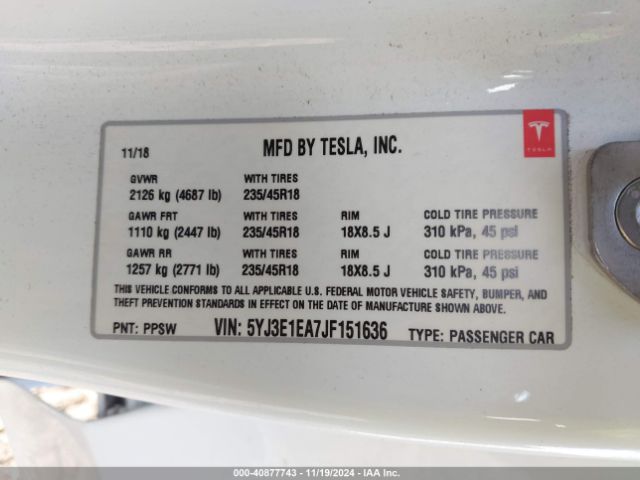 11/18 MFD BY TESLA, INC.
TESLA
GVWR WITH TIRES
2126 kg (4687 lb) 235/45R18
GAWR FRT WITH TIRES RIM COLD TIRE PRESSURE
1110 kg (2447 lb) 235/45R18 18X8.5 J 310 kPa, 45 psi
GAWR RR WITH TIRES RIM COLD TIRE PRESSURE
1257 kg (2771 lb) 235/45R18 18X8.5 J 310 kPa, 45 psi
THIS VEHICLE CONFORMS TO ALL APPLICABLE U.S. FEDERAL MOTOR VEHICLE SAFETY, BUMPER, AND
THEFT PREVENTION STANDARDS IN EFFECT ON THE DATE OF MANUFACTURE SHOWN ABOVE.
PNT: PPSW VIN: 5YJ3E1EA7JF151636 TYPE: PASSENGER CAR
000-40877743 - 11/19/2024 - IAA Inc.